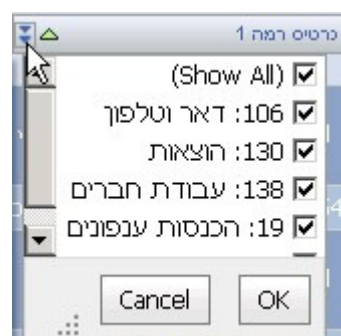 כרטיס רמה 1
(Show All)
106: דאר וטלפון
130: הוצאות
138: עבודת חברים
19: הכנסות ענפונים
OK Cancel